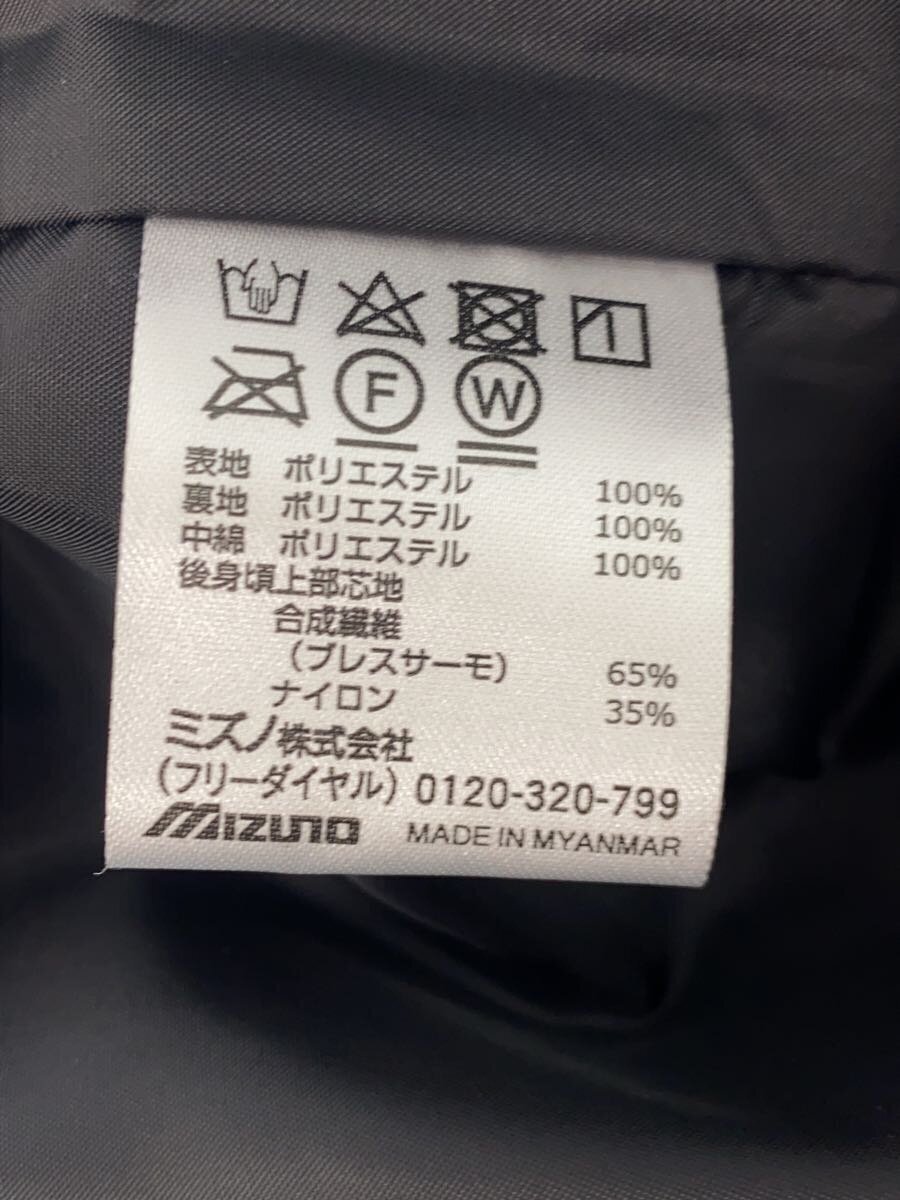 F W
表地 ポリエステル 100%
裏地 ポリエステル 100%
中綿 ポリエステル 100%
後身頃上部芯地
合成繊維
（ブレスサーモ） 65%
ナイロン 35%
ミズノ株式会社
（フリーダイヤル）0120-320-799
MIZUNO MADE IN MYANMAR